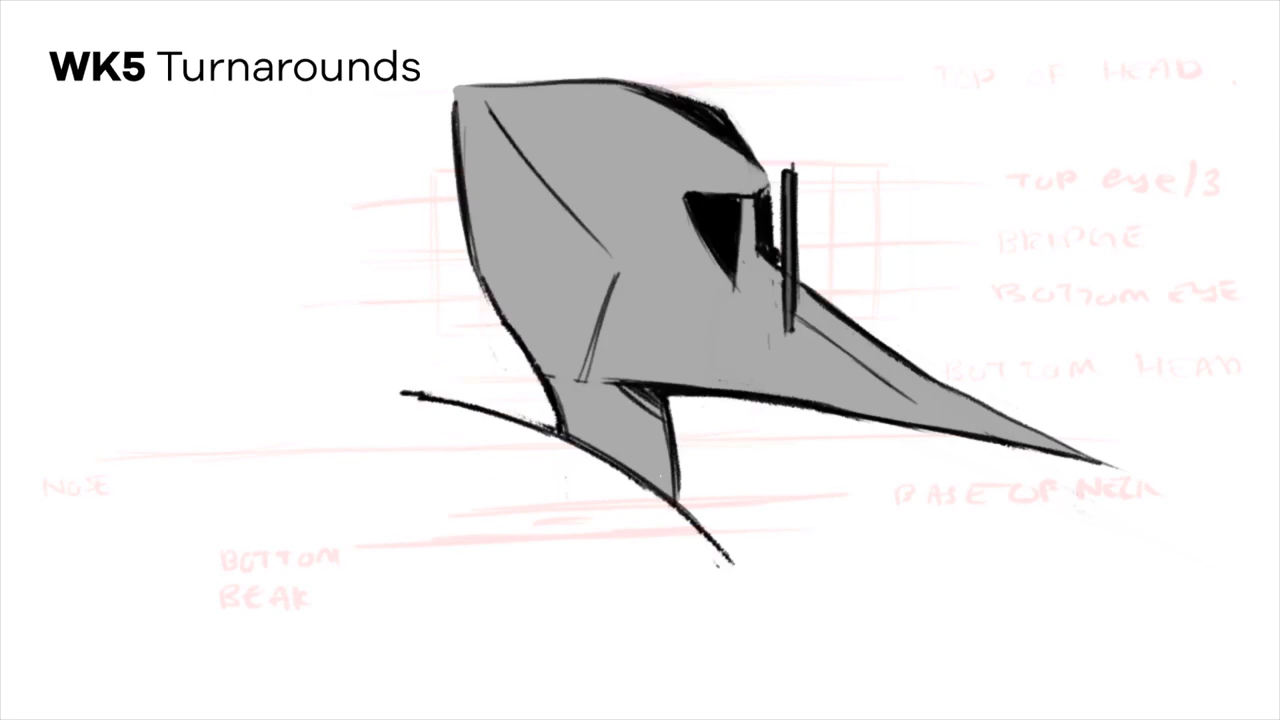 WK5 Turnarounds
TOP OF HEAD.
TOP eye/3
BRIDGE
BOTTOM EYE
BOTTOM HEAD
NOSE
BASE OF NECK
BOTTOM
BEAK